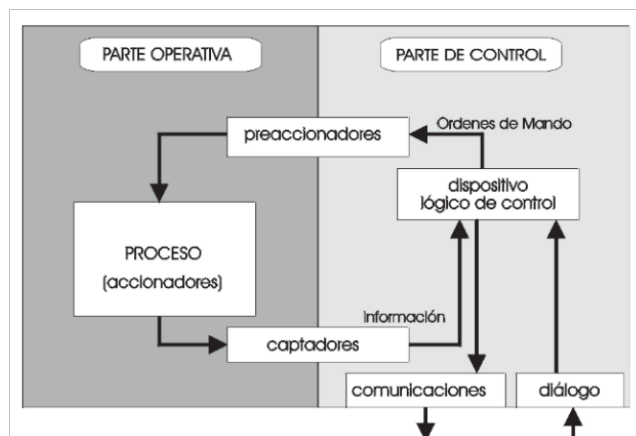 PARTE OPERATIVA
PARTE DE CONTROL
preaccionadores
Ordenes de Mando
dispositivo
lógico de control
PROCESO
(accionadores)
Información
captadores
comunicaciones
diálogo